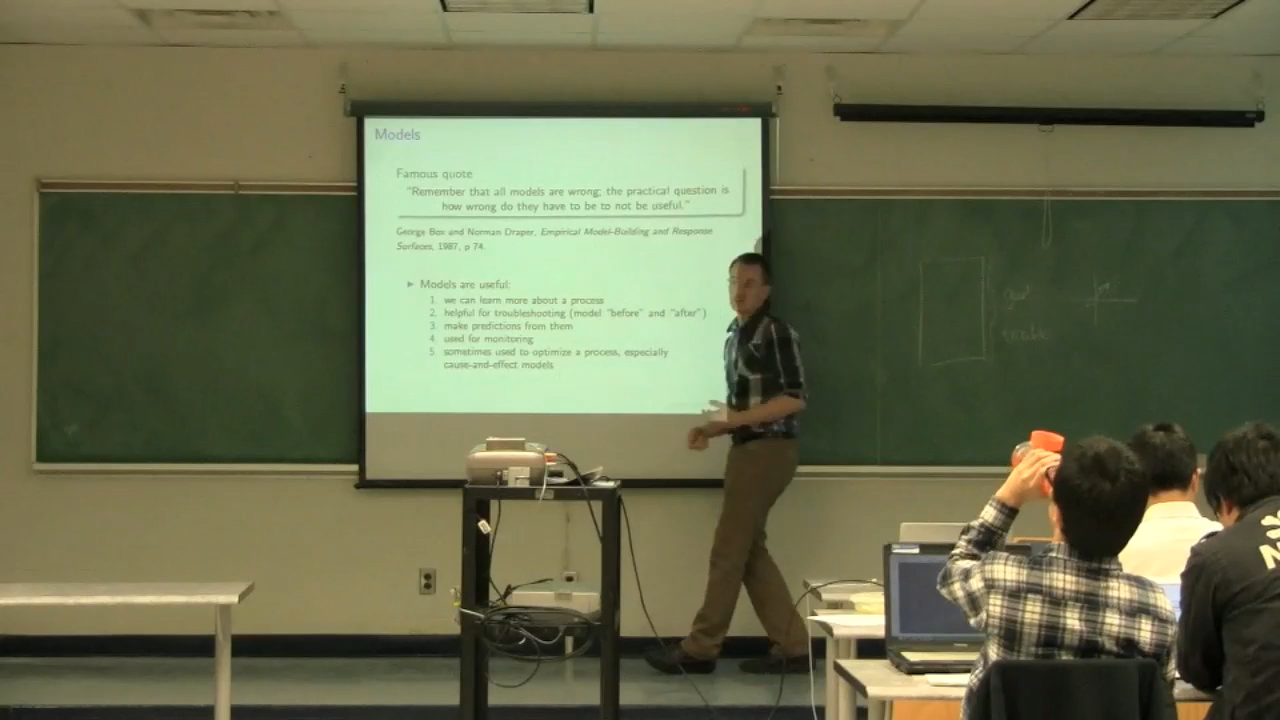 Models
Famous quote
"Remember that all models are wrong; the practical question is
how wrong do they have to be to not be useful."
George Box and Norman Draper, Empirical Model-Building and Response
Surfaces, 1987, p 74.
▶ Models are useful:
1. we can learn more about a process
2. helpful for troubleshooting (model "before" and "after")
3. make predictions from them
4. used for monitoring
5. sometimes used to optimize a process, especially
cause-and-effect models
N